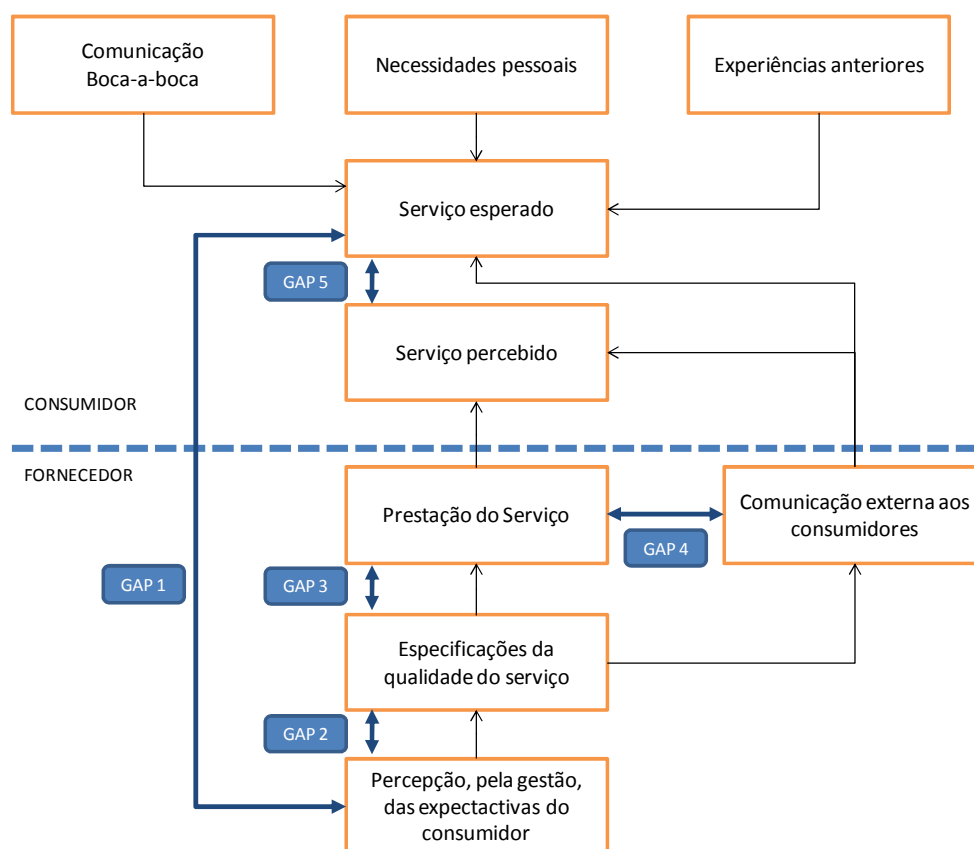 Comunicação
Boca-a-boca
Necessidades pessoais
Experiências anteriores
Serviço esperado
GAP 5
Serviço percebido
CONSUMIDOR
FORNECEDOR
Prestação do Serviço
Comunicação externa aos
consumidores
GAP 4
GAP 1
GAP 3
Especificações da
qualidade do serviço
GAP 2
Percepção, pela gestão,
das expectactivas do
consumidor